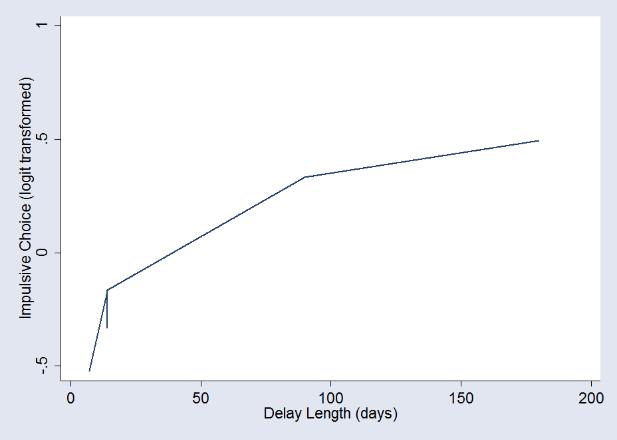 Impulsive Choice (logit transformed)
1
.5
0
-.5
0 50 100 150 200
Delay Length (days)